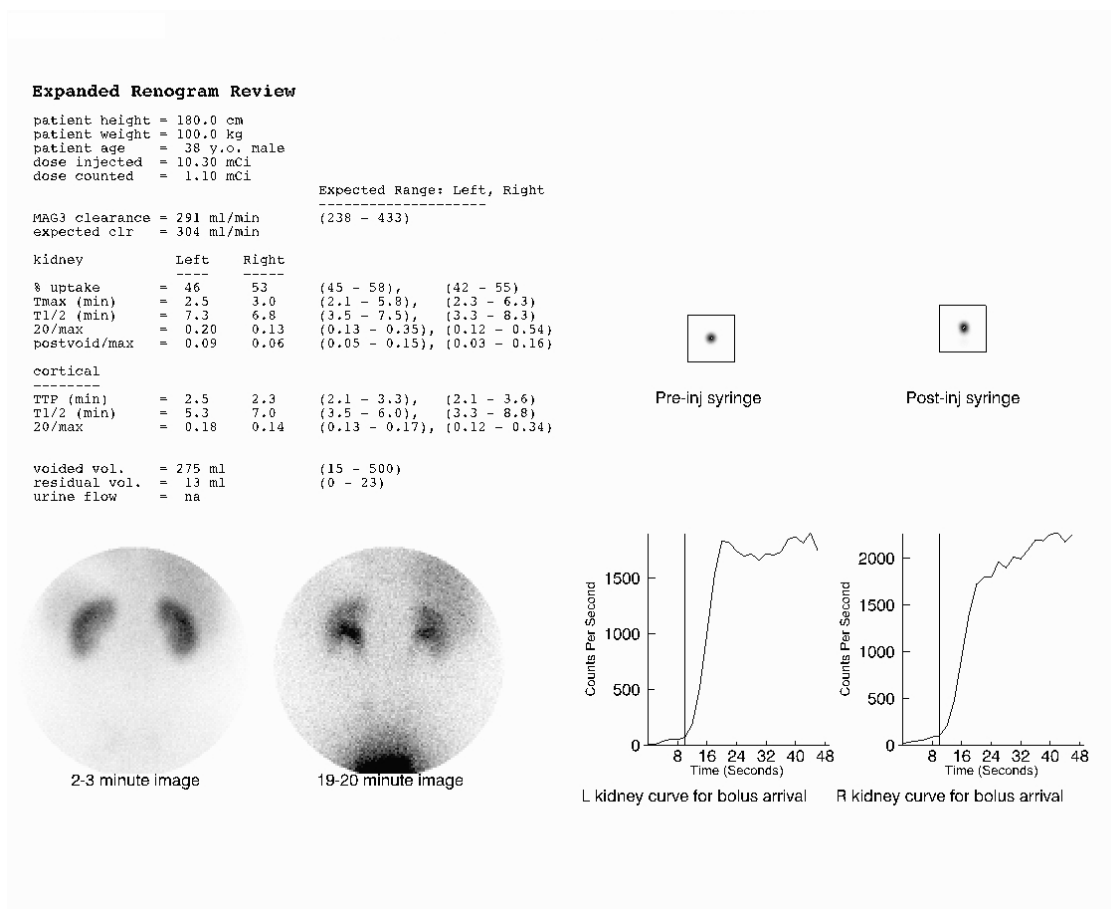 Expanded Renogram Review
patient height = 180.0 cm
patient weight = 100.0 kg
patient age = 38 y.o. male
dose injected = 10.30 mCi
dose counted = 1.10 mCi
Expected Range: Left, Right
--------------------
MAG3 clearance = 291 ml/min (238 - 433)
expected clr = 304 ml/min
kidney Left Right
---- -----
% uptake = 46 53 (45 - 58), (42 - 55)
Tmax (min) = 2.5 3.0 (2.1 - 5.8), (2.3 - 6.3)
T1/2 (min) = 7.3 6.8 (3.5 - 7.5), (3.3 - 8.3)
20/max = 0.20 0.13 (0.13 - 0.35), (0.12 - 0.54)
postvoid/max = 0.09 0.06 (0.05 - 0.15), (0.03 - 0.16)
cortical
--------
TTP (min) = 2.5 2.3 (2.1 - 3.3), (2.1 - 3.6)
T1/2 (min) = 5.3 7.0 (3.5 - 6.0), (3.3 - 8.8)
20/max = 0.18 0.14 (0.13 - 0.17), (0.12 - 0.34)
voided vol. = 275 ml (15 - 500)
residual vol. = 13 ml (0 - 23)
urine flow = na
Pre-inj syringe
Post-inj syringe
2-3 minute image
19-20 minute image
Counts Per Second
1500
1000
500
0
8 16 24 32 40 48
Time (Seconds)
L kidney curve for bolus arrival
Counts Per Second
2000
1500
1000
500
0
8 16 24 32 40 48
Time (Seconds)
R kidney curve for bolus arrival